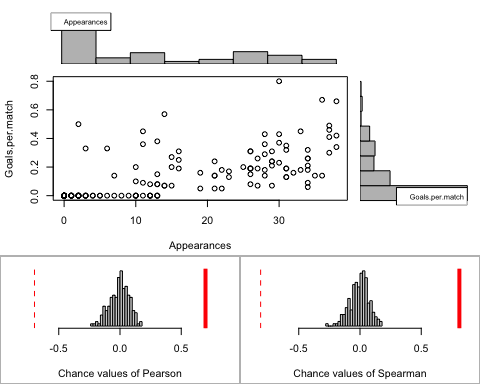 Appearances
Goals.per.match
0.0 0.2 0.4 0.6 0.8
0 10 20 30
Appearances
Goals.per.match
-0.5 0.0 0.5
Chance values of Pearson
-0.5 0.0 0.5
Chance values of Spearman